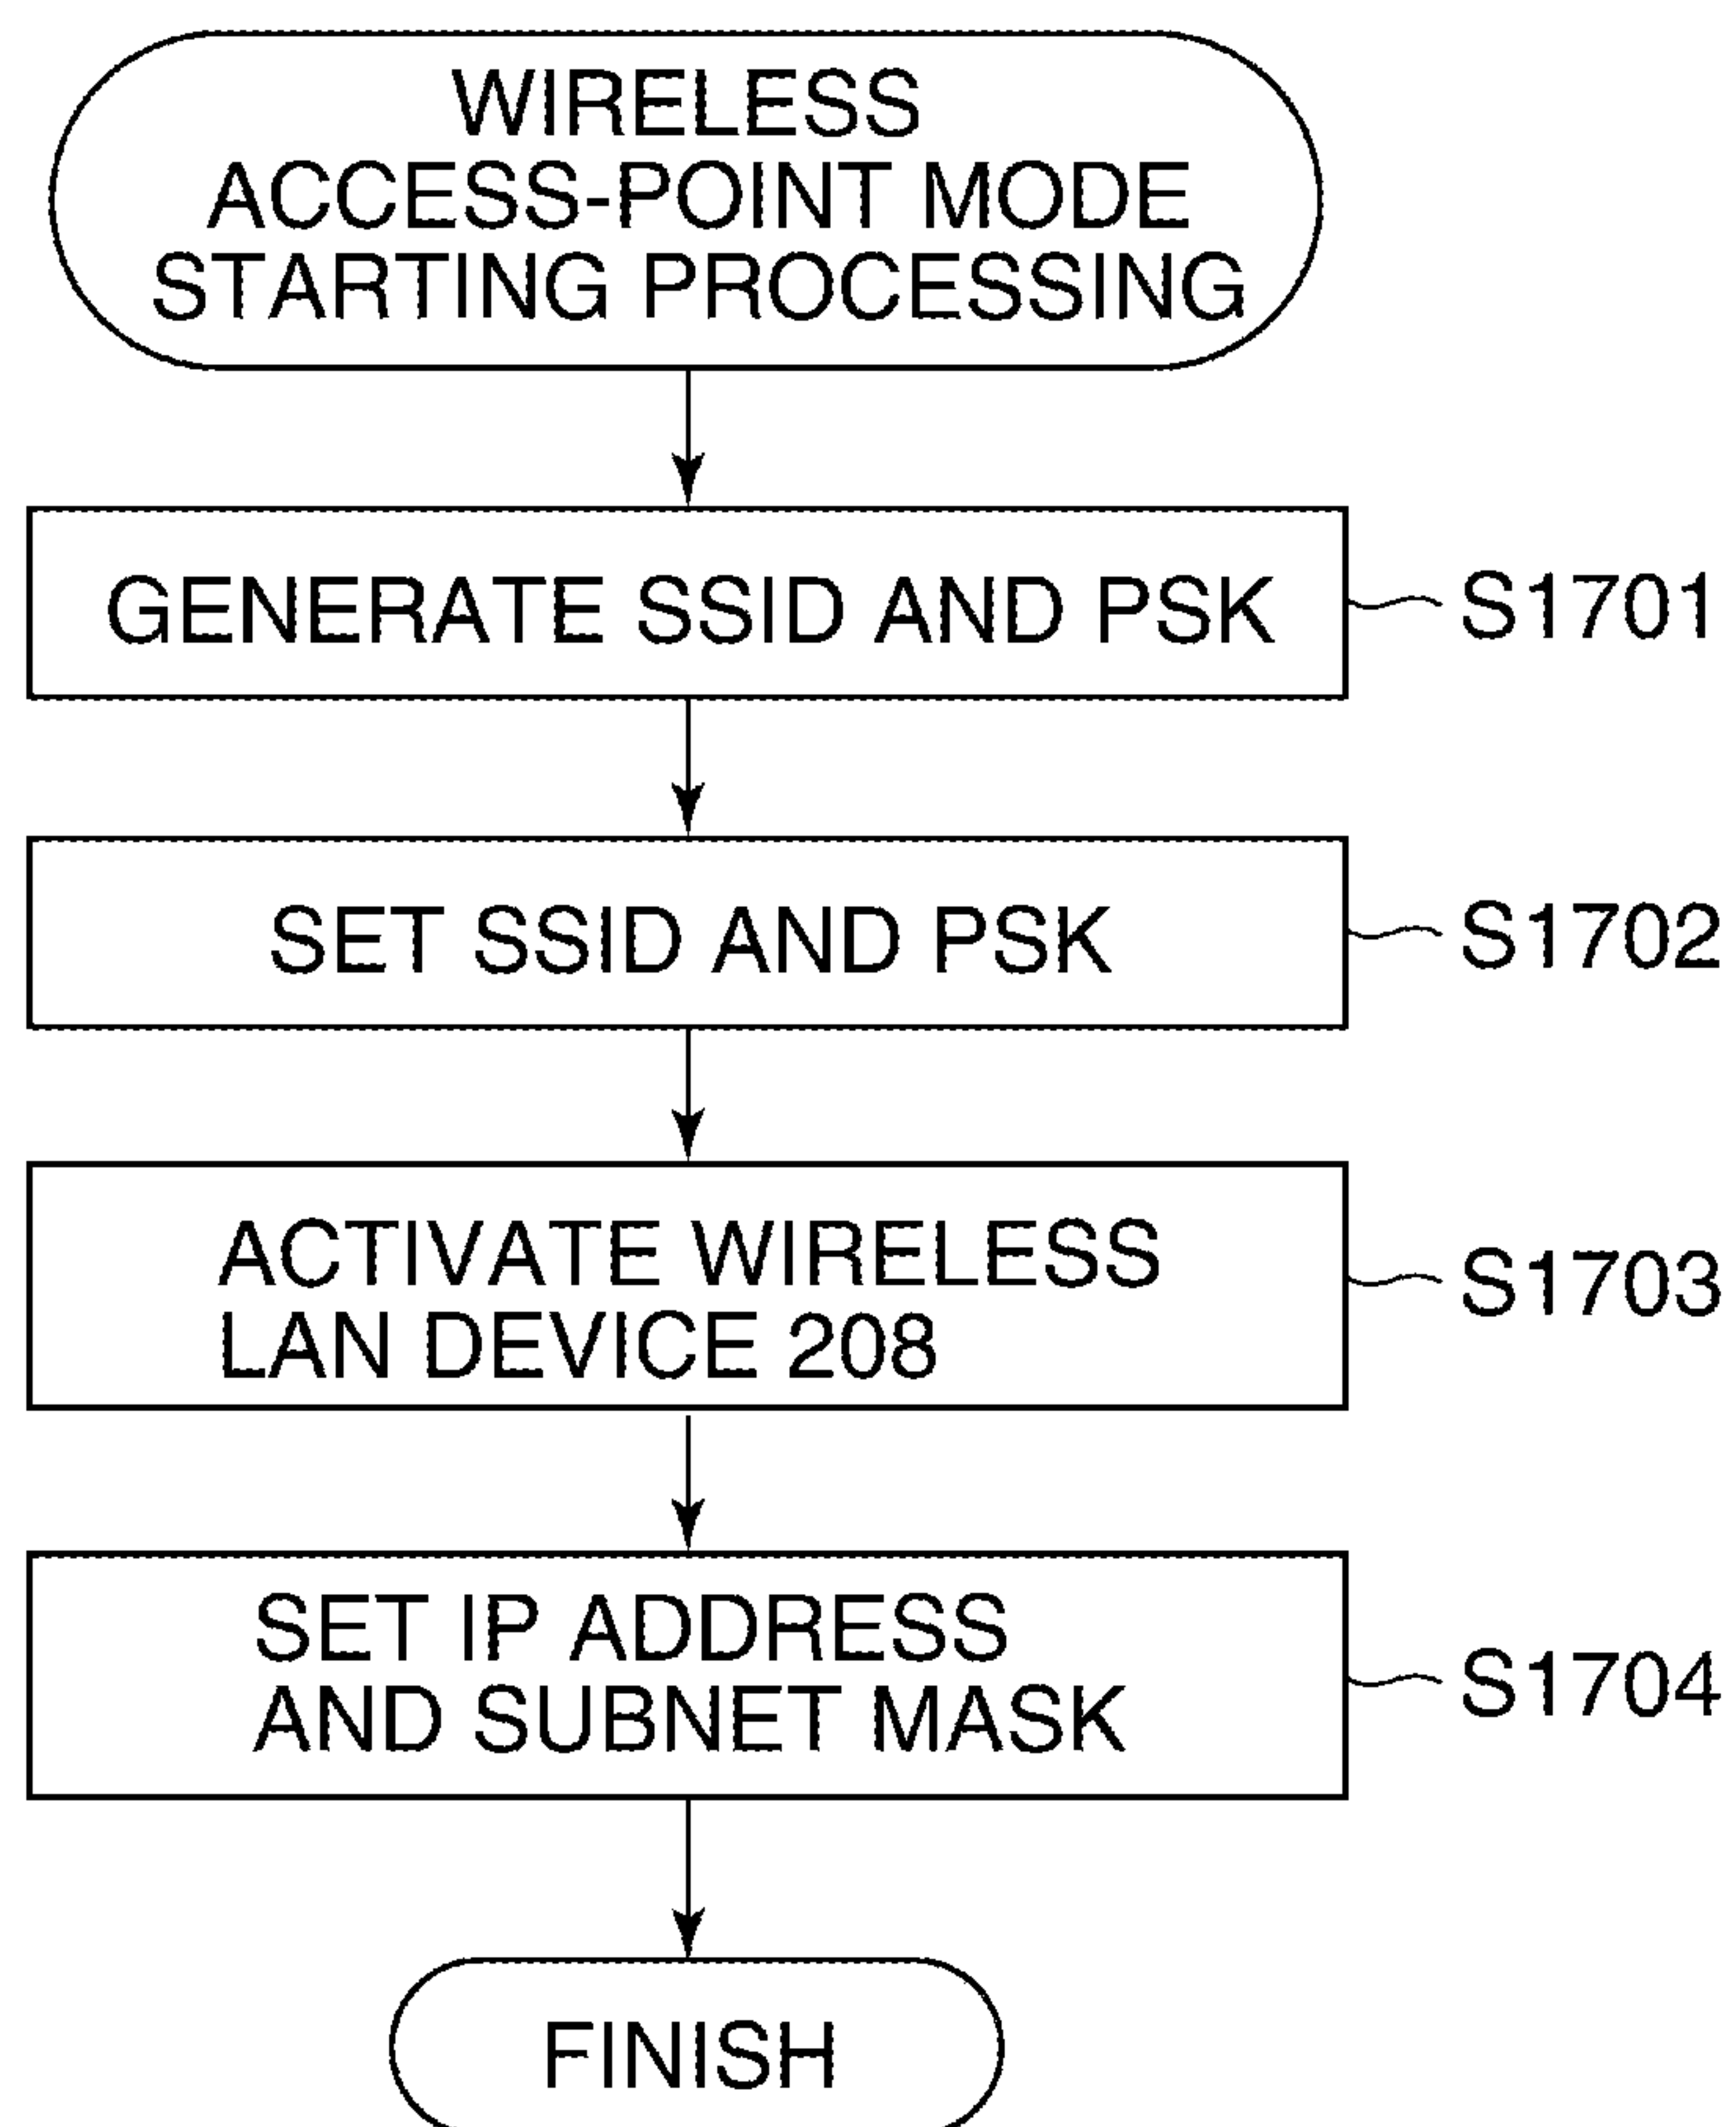 WIRELESS
ACCESS-POINT MODE
STARTING PROCESSING
GENERATE SSID AND PSK
S1701
SET SSID AND PSK
S1702
ACTIVATE WIRELESS
LAN DEVICE 208
S1703
SET IP ADDRESS
AND SUBNET MASK
S1704
FINISH